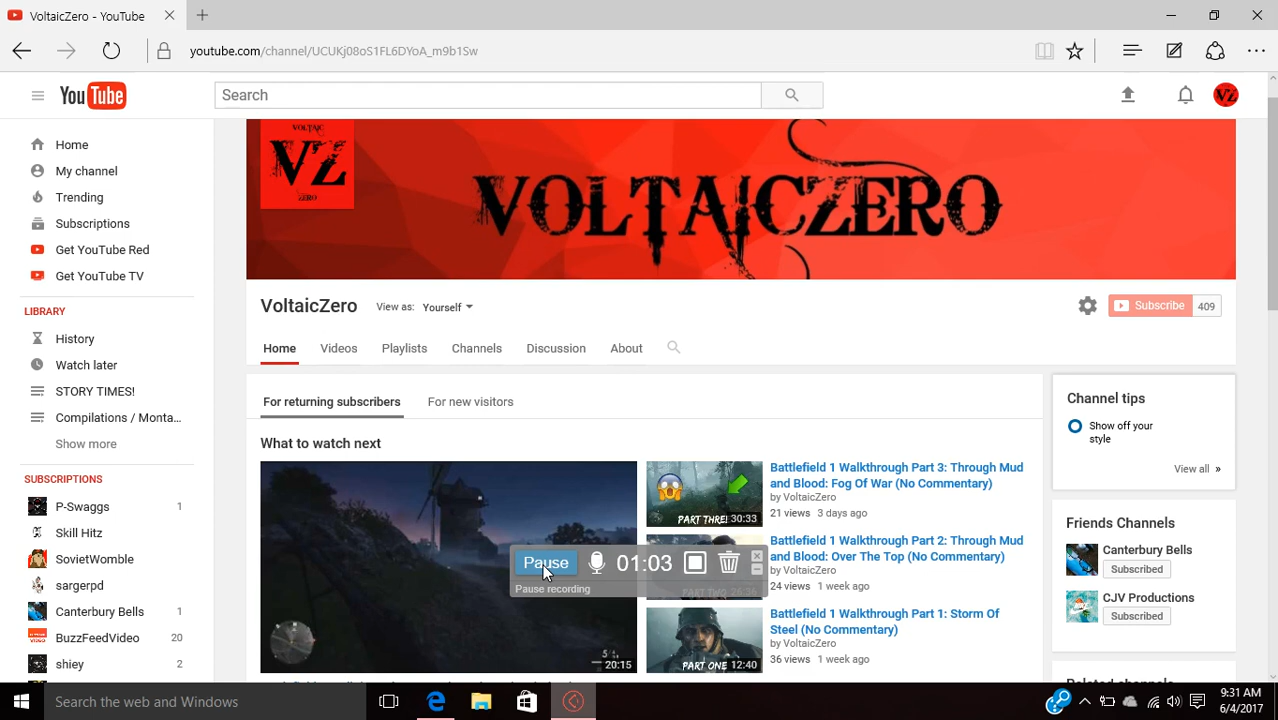 VoltaicZero - YouTube
youtube.com/channel/UCUKj08oS1FL6DYoA_m9b1Sw
YouTube
Search
VZ
Home
My channel
Trending
Subscriptions
Get YouTube Red
Get YouTube TV
LIBRARY
History
Watch later
STORY TIMES!
Compilations / Monta...
Show more
SUBSCRIPTIONS
P-Swaggs 1
Skill Hitz
SovietWomble
sargerpd
Canterbury Bells 1
BuzzFeedVideo 20
shiey 2
VOLTAIC
VZ
ZERO
VOLTAICZERO
VoltaicZero View as: Yourself
Subscribe 409
Home Videos Playlists Channels Discussion About
For returning subscribers For new visitors
What to watch next
20:15
PART THREE 30:33
Battlefield 1 Walkthrough Part 3: Through Mud
and Blood: Fog Of War (No Commentary)
by VoltaicZero
21 views 3 days ago
Battlefield 1 Walkthrough Part 2: Through Mud
and Blood: Over The Top (No Commentary)
by VoltaicZero
24 views 1 week ago
PART ONE 12:40
Battlefield 1 Walkthrough Part 1: Storm Of
Steel (No Commentary)
by VoltaicZero
36 views 1 week ago
Pause 01:03
Pause recording
Channel tips
Show off your
style
View all »
Friends Channels
Canterbury Bells
Subscribed
CJV Productions
Subscribed
Search the web and Windows
9:31 AM
6/4/2017